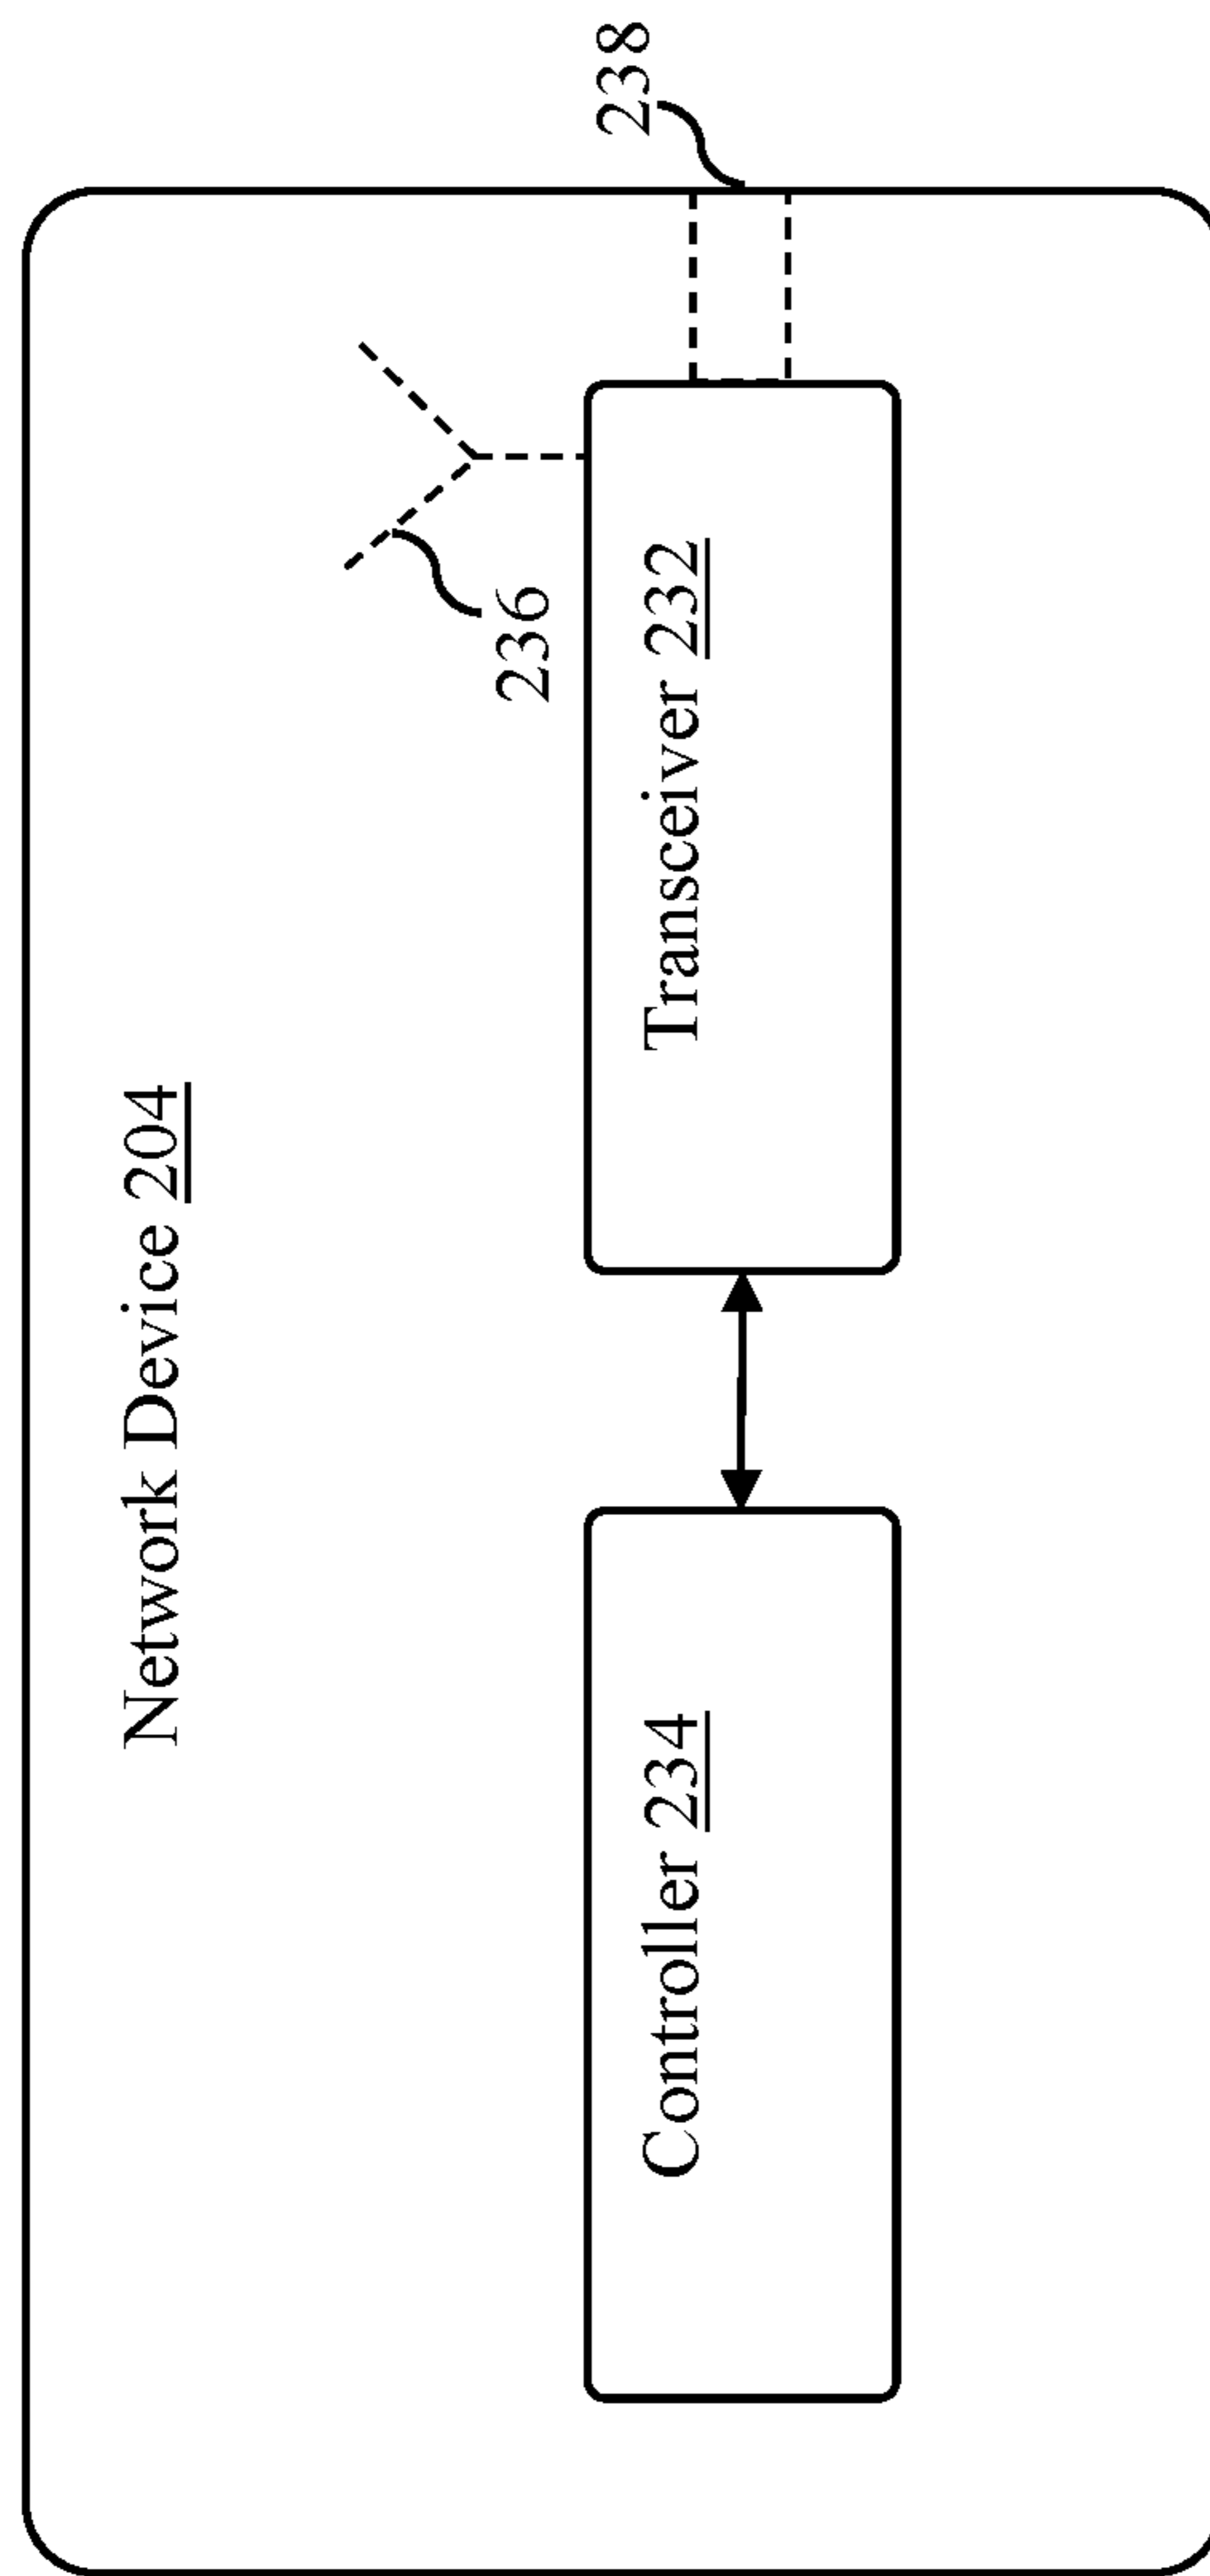 Network Device 204
236
238
Controller 234
Transceiver 232